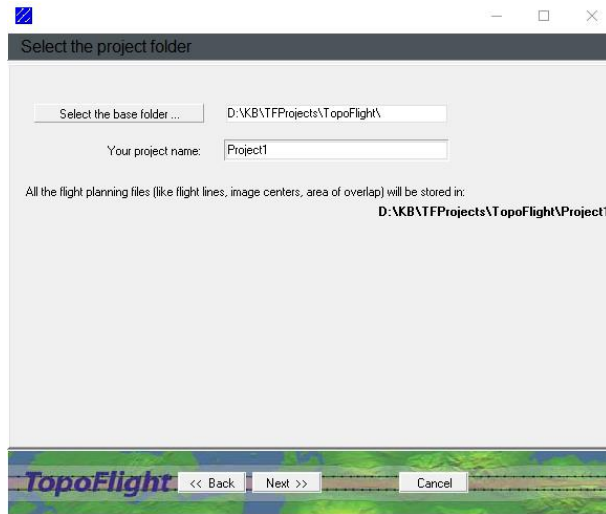 Select the project folder
Select the base folder ... D:\KB\TFProjects\TopoFlight\
Your project name: Project1
All the flight planning files (like flight lines, image centers, area of overlap) will be stored in:
D:\KB\TFProjects\TopoFlight\Project1
TopoFlight << Back Next >> Cancel